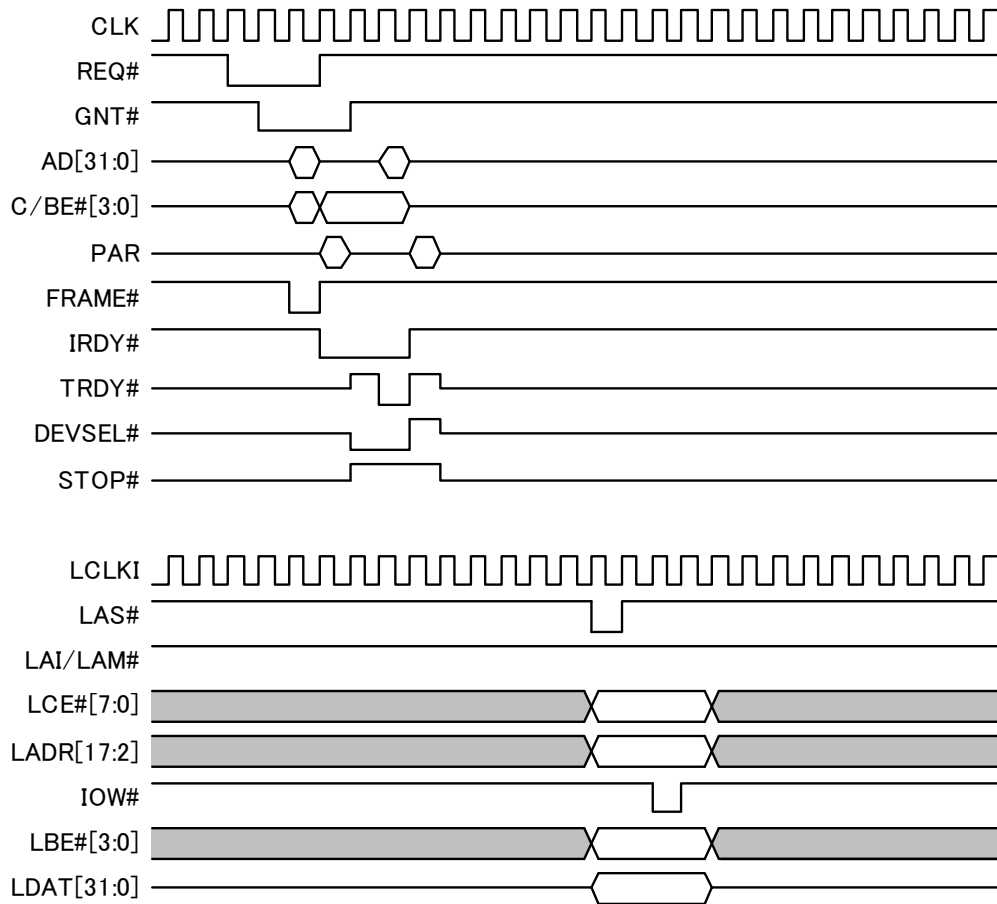 CLK
REQ#
GNT#
AD[31:0]
C/BE#[3:0]
PAR
FRAME#
IRDY#
TRDY#
DEVSEL#
STOP#
LCLKI
LAS#
LAI/LAM#
LCE#[7:0]
LADR[17:2]
IOW#
LBE#[3:0]
LDAT[31:0]